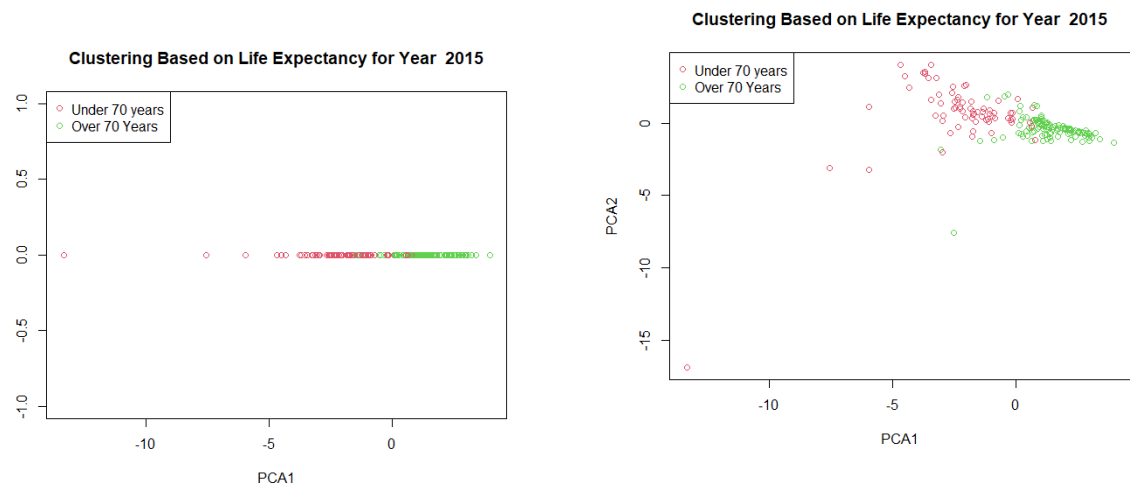 Clustering Based on Life Expectancy for Year 2015
Under 70 years
Over 70 Years
1.0
0.5
0.0
-0.5
-1.0
-10
-5
0
PCA1
Clustering Based on Life Expectancy for Year 2015
Under 70 years
Over 70 Years
PCA2
0
-5
-10
-15
-10
-5
0
PCA1